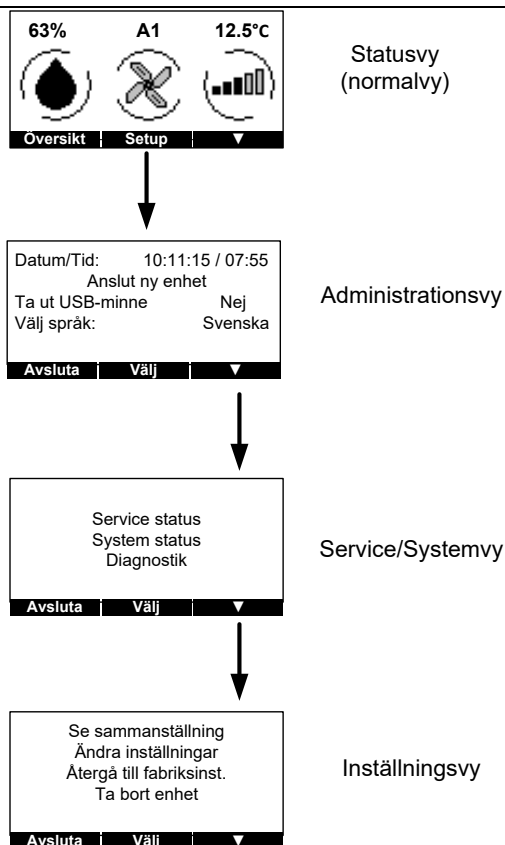 63% A1 12.5°C
Översikt Setup ▼
Statusvy
(normalvy)
Datum/Tid: 10:11:15 / 07:55
Anslut ny enhet
Ta ut USB-minne Nej
Välj språk: Svenska
Avsluta Välj ▼
Administrationsvy
Service status
System status
Diagnostik
Avsluta Välj ▼
Service/Systemvy
Se sammanställning
Ändra inställningar
Återgå till fabriksinst.
Ta bort enhet
Avsluta Välj ▼
Inställningsvy